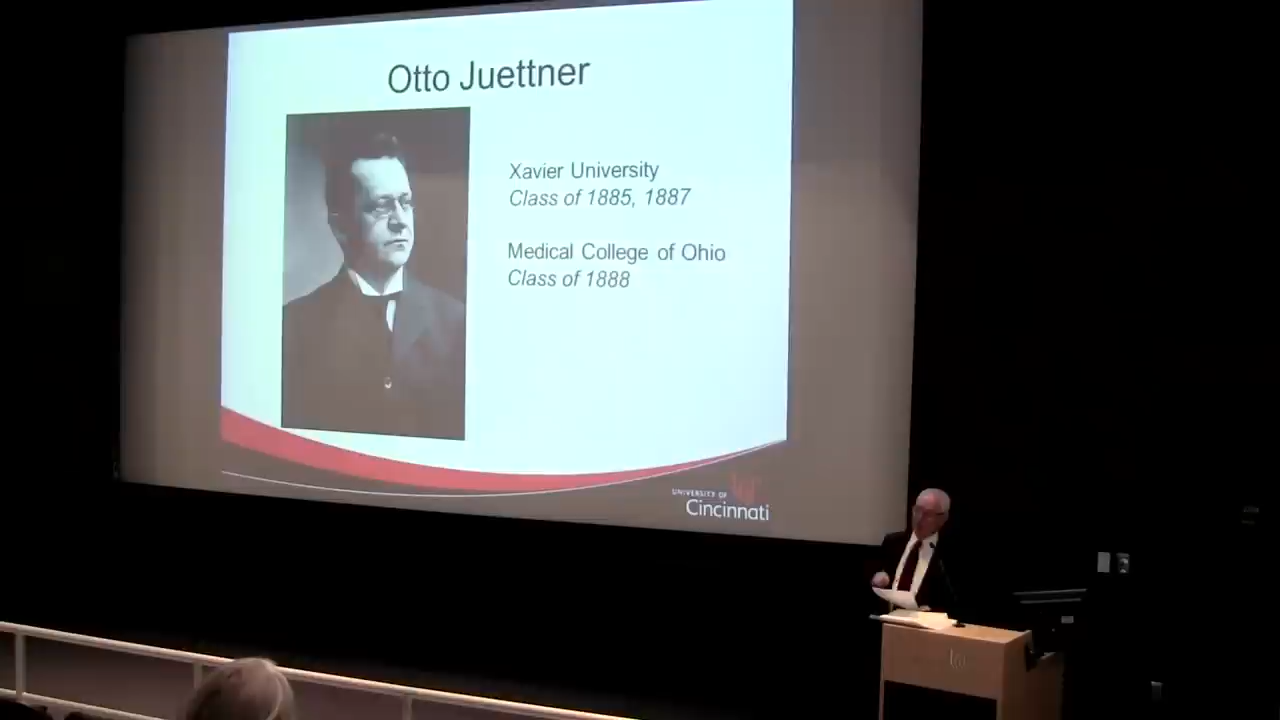 Otto Juettner
Xavier University
Class of 1885, 1887
Medical College of Ohio
Class of 1888
UNIVERSITY OF
Cincinnati